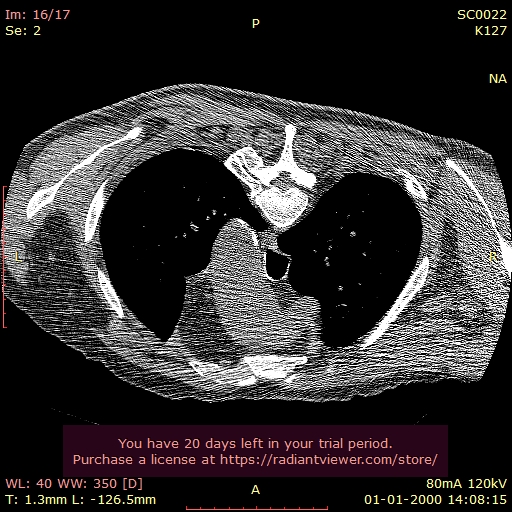 Im: 16/17
Se: 2
P
SC0022
K127
NA
L
R
You have 20 days left in your trial period.
Purchase a license at https://radiantviewer.com/store/
WL: 40 WW: 350 [D]
T: 1.3mm L: -126.5mm
A
80mA 120kV
01-01-2000 14:08:15